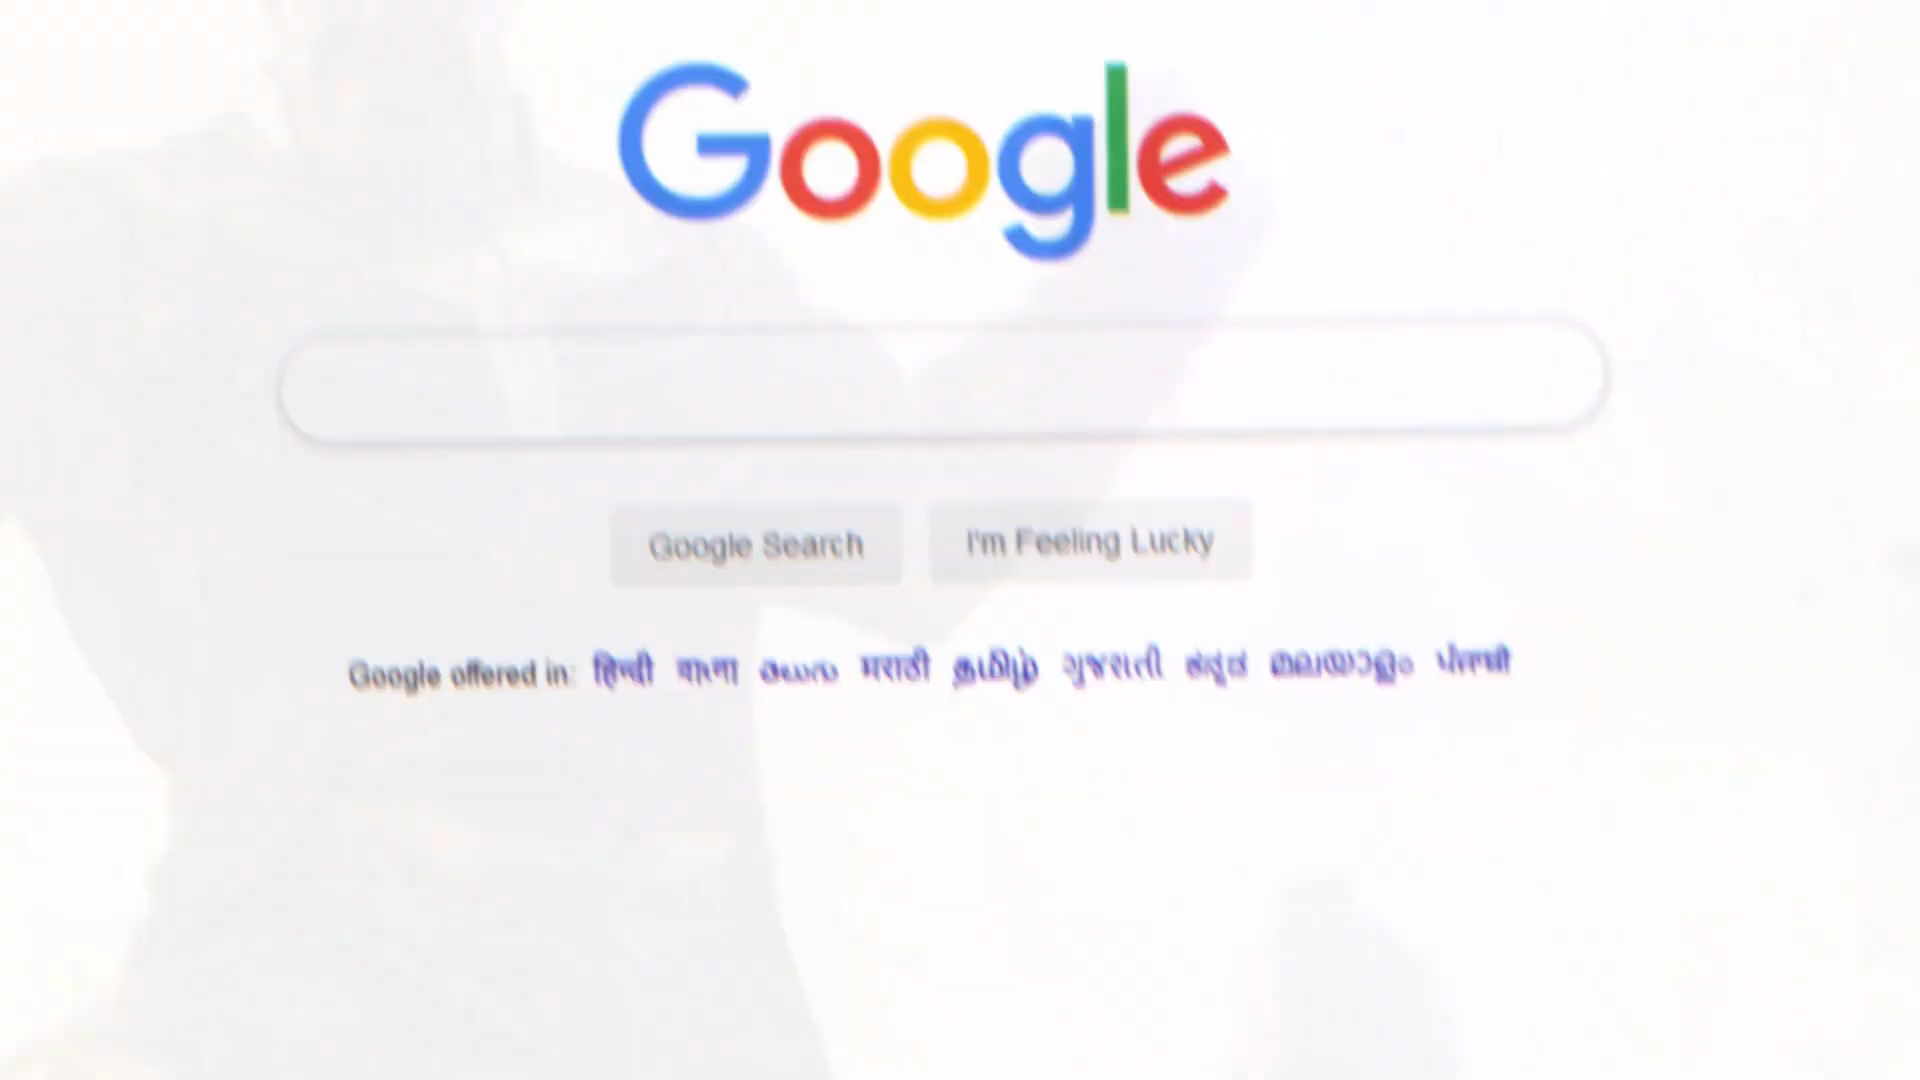 Google
Google Search I'm Feeling Lucky
Google offered in: हिन्दी বাংলা తెలుగు मराठी தமிழ் ગુજરાતી ಕನ್ನಡ മലയാളം ਪੰਜਾਬੀ